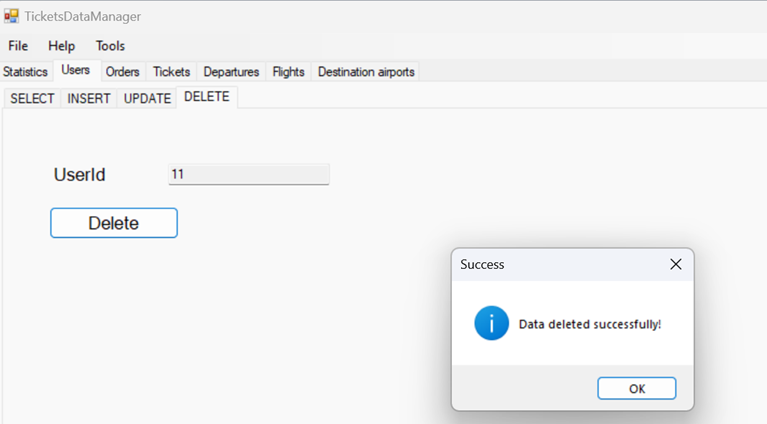 TicketsDataManager
File Help Tools
Statistics Users Orders Tickets Departures Flights Destination airports
SELECT INSERT UPDATE DELETE
UserId 11
Delete
Success
i Data deleted successfully!
OK